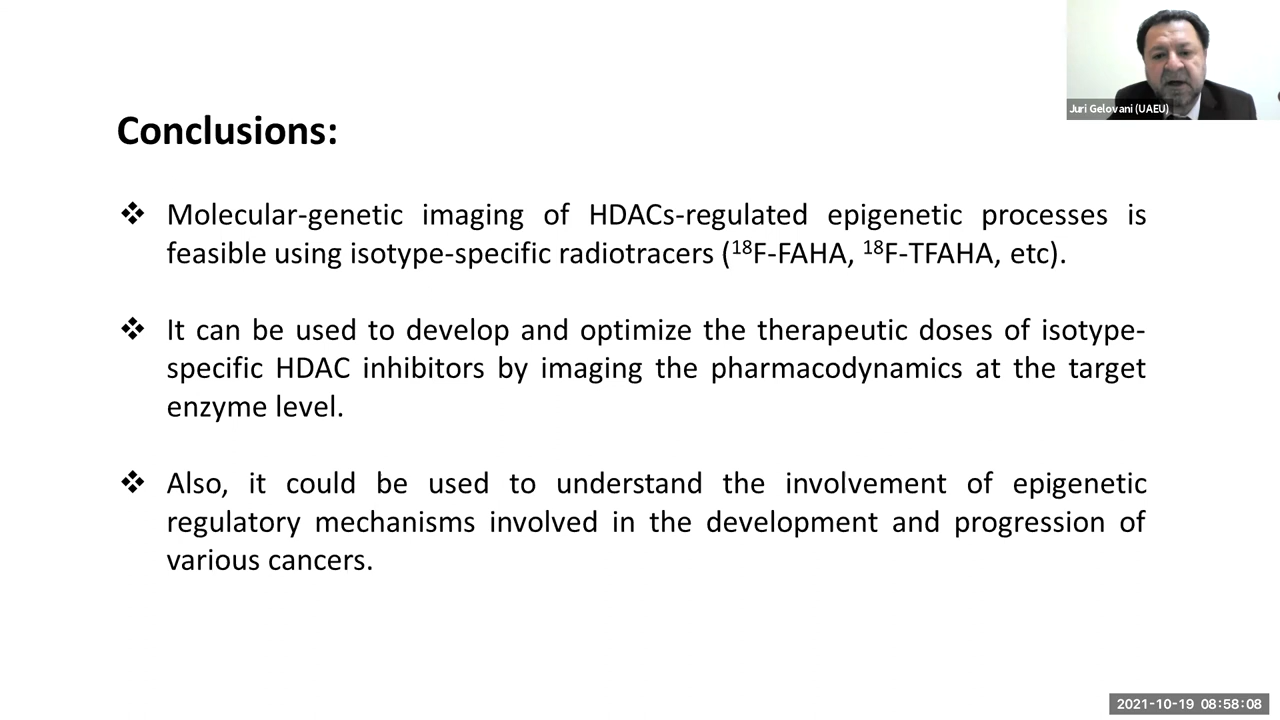 Juri Gelovani (UAEU)
Conclusions:
❖ Molecular-genetic imaging of HDACs-regulated epigenetic processes is
feasible using isotype-specific radiotracers (¹⁸F-FAHA, ¹⁸F-TFAHA, etc).
❖ It can be used to develop and optimize the therapeutic doses of isotype-
specific HDAC inhibitors by imaging the pharmacodynamics at the target
enzyme level.
❖ Also, it could be used to understand the involvement of epigenetic
regulatory mechanisms involved in the development and progression of
various cancers.
2021-10-19 08:58:08